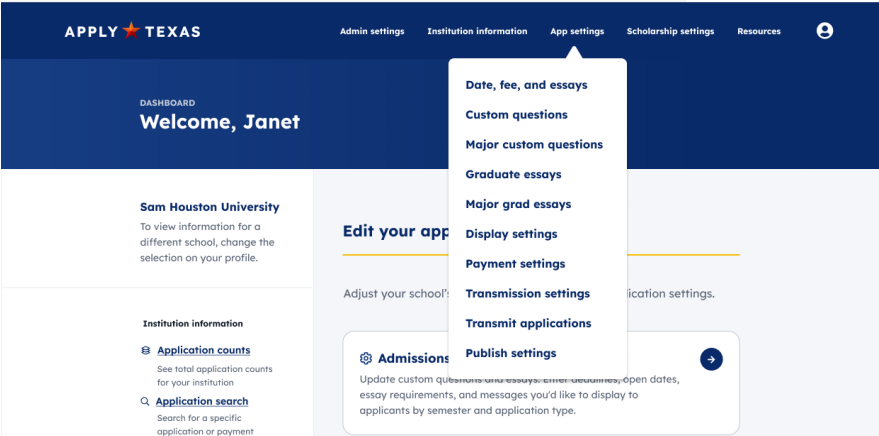 APPLY TEXAS
Admin settings
Institution information
App settings
Scholarship settings
Resources
DASHBOARD
Welcome, Janet
Date, fee, and essays
Custom questions
Major custom questions
Graduate essays
Major grad essays
Display settings
Payment settings
Transmission settings
Transmit applications
Publish settings
Sam Houston University
To view information for a
different school, change the
selection on your profile.
Institution information
Application counts
See total application counts
for your institution
Application search
Search for a specific
application or payment
Edit your
Adjust your school's
settings.
Admissions
Update custom questions and essays. Enter deadlines, open dates,
essay requirements, and messages you'd like to display to
applicants by semester and application type.